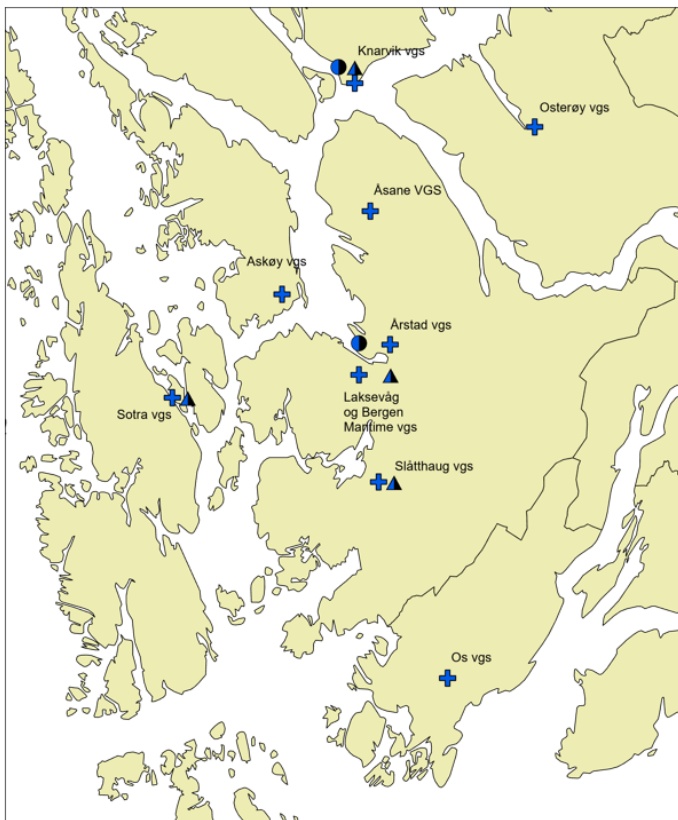 Knarvik vgs
Osterøy vgs
Åsane VGS
Askøy vgs
Årstad vgs
Laksevåg
og Bergen
Maritime vgs
Sotra vgs
Slåtthaug vgs
Os vgs